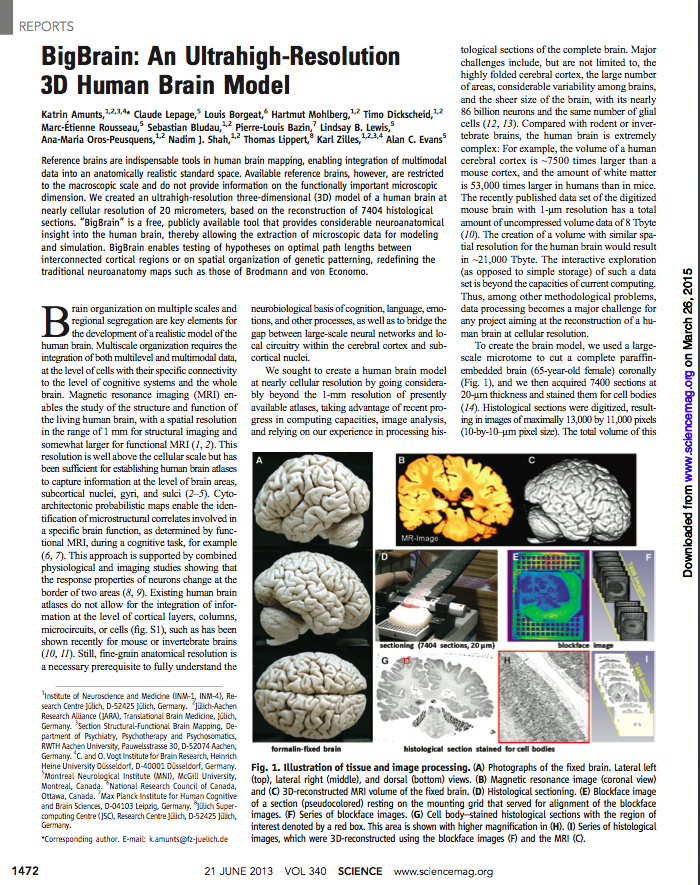 REPORTS
BigBrain: An Ultrahigh-Resolution
3D Human Brain Model
Katrin Amunts,1,2,3,4* Claude Lepage,5 Louis Borgeat,6 Hartmut Mohlberg,1,2 Timo Dickscheid,1,2
Marc-Étienne Rousseau,5 Sebastian Bludau,1,2 Pierre-Louis Bazin,7 Lindsay B. Lewis,5
Ana-Maria Oros-Peusquens,1,2 Nadim J. Shah,1,2 Thomas Lippert,8 Karl Zilles,1,2,3,4 Alan C. Evans5
Reference brains are indispensable tools in human brain mapping, enabling integration of multimodal
data into an anatomically realistic standard space. Available reference brains, however, are restricted
to the macroscopic scale and do not provide information on the functionally important microscopic
dimension. We created an ultrahigh-resolution three-dimensional (3D) model of a human brain at
nearly cellular resolution of 20 micrometers, based on the reconstruction of 7404 histological
sections. "BigBrain" is a free, publicly available tool that provides considerable neuroanatomical
insight into the human brain, thereby allowing the extraction of microscopic data for modeling
and simulation. BigBrain enables testing of hypotheses on optimal path lengths between
interconnected cortical regions or on spatial organization of genetic patterning, redefining the
traditional neuroanatomy maps such as those of Brodmann and von Economo.
Brain organization on multiple scales and
regional segregation are key elements for
the development of a realistic model of the
human brain. Multiscale organization requires the
integration of both multilevel and multimodal data,
at the level of cells with their specific connectivity
to the level of cognitive systems and the whole
brain. Magnetic resonance imaging (MRI) en-
ables the study of the structure and function of
the living human brain, with a spatial resolution
in the range of 1 mm for structural imaging and
somewhat larger for functional MRI (1, 2). This
resolution is well above the cellular scale but has
been sufficient for establishing human brain atlases
to capture information at the level of brain areas,
subcortical nuclei, gyri, and sulci (2–5). Cyto-
architectonic probabilistic maps enable the iden-
tification of microstructural correlates involved in
a specific brain function, as determined by func-
tional MRI, during a cognitive task, for example
(6, 7). This approach is supported by combined
physiological and imaging studies showing that
the response properties of neurons change at the
border of two areas (8, 9). Existing human brain
atlases do not allow for the integration of infor-
mation at the level of cortical layers, columns,
microcircuits, or cells (fig. S1), such as has been
shown recently for mouse or invertebrate brains
(10, 11). Still, fine-grain anatomical resolution is
a necessary prerequisite to fully understand the
1Institute of Neuroscience and Medicine (INM-1, INM-4), Re-
search Centre Jülich, D-52425 Jülich, Germany. 2Jülich-Aachen
Research Alliance (JARA), Translational Brain Medicine, Jülich,
Germany. 3Section Structural-Functional Brain Mapping, De-
partment of Psychiatry, Psychotherapy and Psychosomatics,
RWTH Aachen University, Pauwelsstrasse 30, D-52074 Aachen,
Germany. 4C. and O. Vogt Institute for Brain Research, Heinrich
Heine University Düsseldorf, D-40001 Düsseldorf, Germany.
5Montreal Neurological Institute (MNI), McGill University,
Montreal, Canada. 6National Research Council of Canada,
Ottawa, Canada. 7Max Planck Institute for Human Cognitive
and Brain Sciences, D-04103 Leipzig, Germany. 8Jülich Super-
computing Centre (JSC), Research Centre Jülich, D-52425 Jülich,
Germany.
*Corresponding author. E-mail: k.amunts@fz-juelich.de
neurobiological basis of cognition, language, emo-
tions, and other processes, as well as to bridge the
gap between large-scale neural networks and lo-
cal circuitry within the cerebral cortex and sub-
cortical nuclei.
We sought to create a human brain model
at nearly cellular resolution by going considera-
bly beyond the 1-mm resolution of presently
available atlases, taking advantage of recent pro-
gress in computing capacities, image analysis,
and relying on our experience in processing his-
tological sections of the complete brain. Major
challenges include, but are not limited to, the
highly folded cerebral cortex, the large number
of areas, considerable variability among brains,
and the sheer size of the brain, with its nearly
86 billion neurons and the same number of glial
cells (12, 13). Compared with rodent or inver-
tebrate brains, the human brain is extremely
complex: For example, the volume of a human
cerebral cortex is ~7500 times larger than a
mouse cortex, and the amount of white matter
is 53,000 times larger in humans than in mice.
The recently published data set of the digitized
mouse brain with 1-µm resolution has a total
amount of uncompressed volume data of 8 Tbyte
(10). The creation of a volume with similar spa-
tial resolution for the human brain would result
in ~21,000 Tbyte. The interactive exploration
(as opposed to simple storage) of such a data
set is beyond the capacities of current computing.
Thus, among other methodological problems,
data processing becomes a major challenge for
any project aiming at the reconstruction of a hu-
man brain at cellular resolution.
To create the brain model, we used a large-
scale microtome to cut a complete paraffin-
embedded brain (65-year-old female) coronally
(Fig. 1), and we then acquired 7400 sections at
20-µm thickness and stained them for cell bodies
(14). Histological sections were digitized, result-
ing in images of maximally 13,000 by 11,000 pixels
(10-by-10-µm pixel size). The total volume of this
A
B
MR-Image
C
D
sectioning (7404 sections, 20µm)
E
F
blockface image
G
H
I
formalin-fixed brain
histological section stained for cell bodies
Fig. 1. Illustration of tissue and image processing. (A) Photographs of the fixed brain. Lateral left
(top), lateral right (middle), and dorsal (bottom) views. (B) Magnetic resonance image (coronal view)
and (C) 3D-reconstructed MRI volume of the fixed brain. (D) Histological sectioning. (E) Blockface image
of a section (pseudocolored) resting on the mounting grid that served for alignment of the blockface
images. (F) Series of blockface images. (G) Cell body–stained histological sections with the region of
interest denoted by a red box. This area is shown with higher magnification in (H). (I) Series of histological
images, which were 3D-reconstructed using the blockface images (F) and the MRI (C).
1472
21 JUNE 2013 VOL 340 SCIENCE www.sciencemag.org
Downloaded from www.sciencemag.org on March 26, 2015